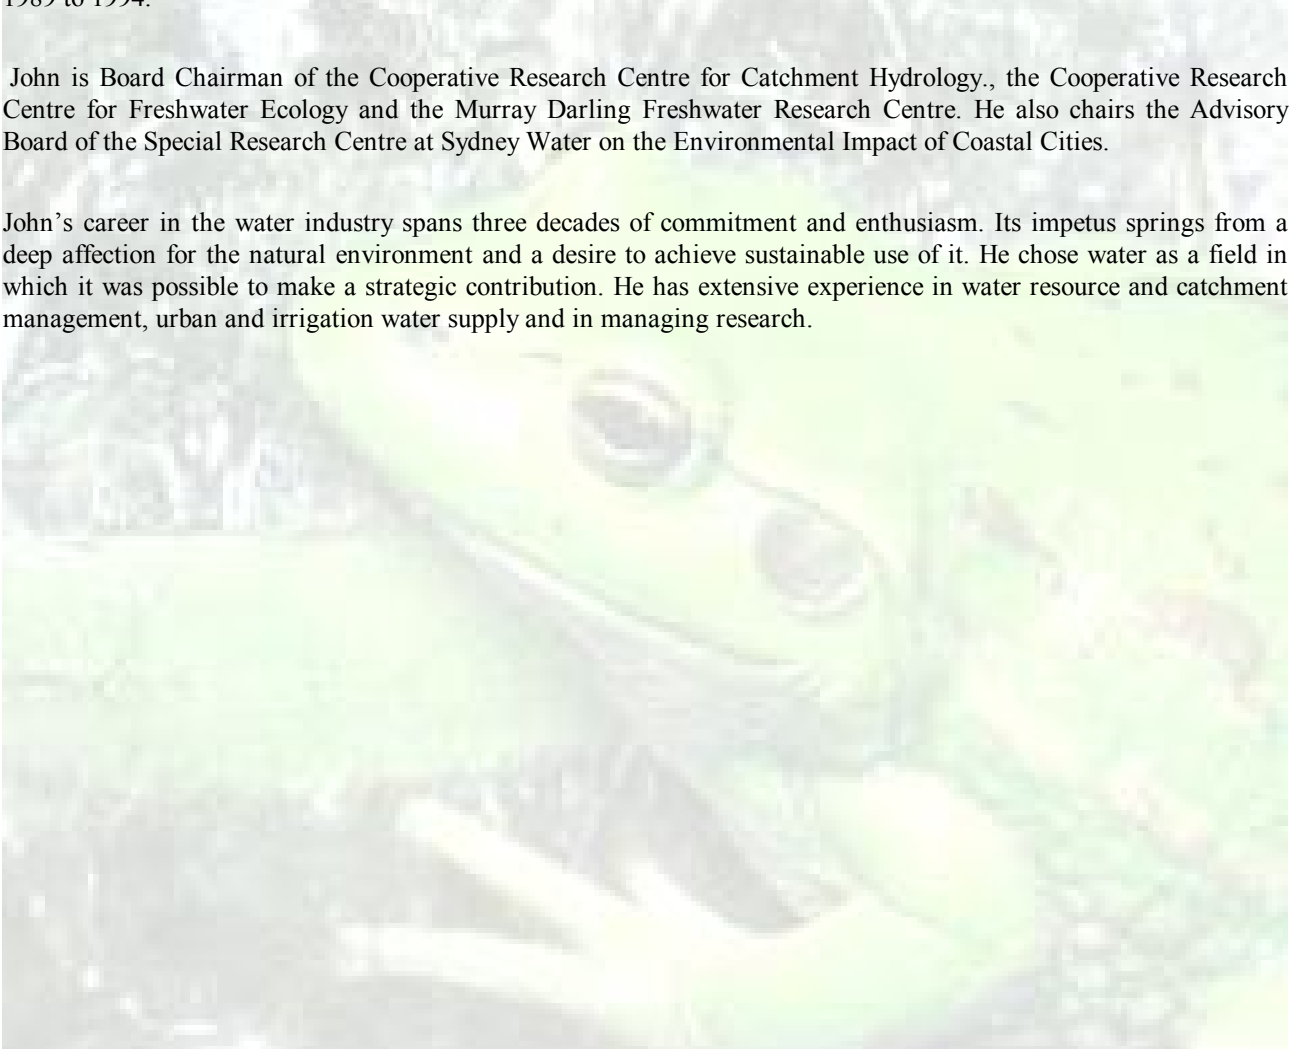 1989 to 1994.
John is Board Chairman of the Cooperative Research Centre for Catchment Hydrology., the Cooperative Research
Centre for Freshwater Ecology and the Murray Darling Freshwater Research Centre. He also chairs the Advisory
Board of the Special Research Centre at Sydney Water on the Environmental Impact of Coastal Cities.
John’s career in the water industry spans three decades of commitment and enthusiasm. Its impetus springs from a
deep affection for the natural environment and a desire to achieve sustainable use of it. He chose water as a field in
which it was possible to make a strategic contribution. He has extensive experience in water resource and catchment
management, urban and irrigation water supply and in managing research.